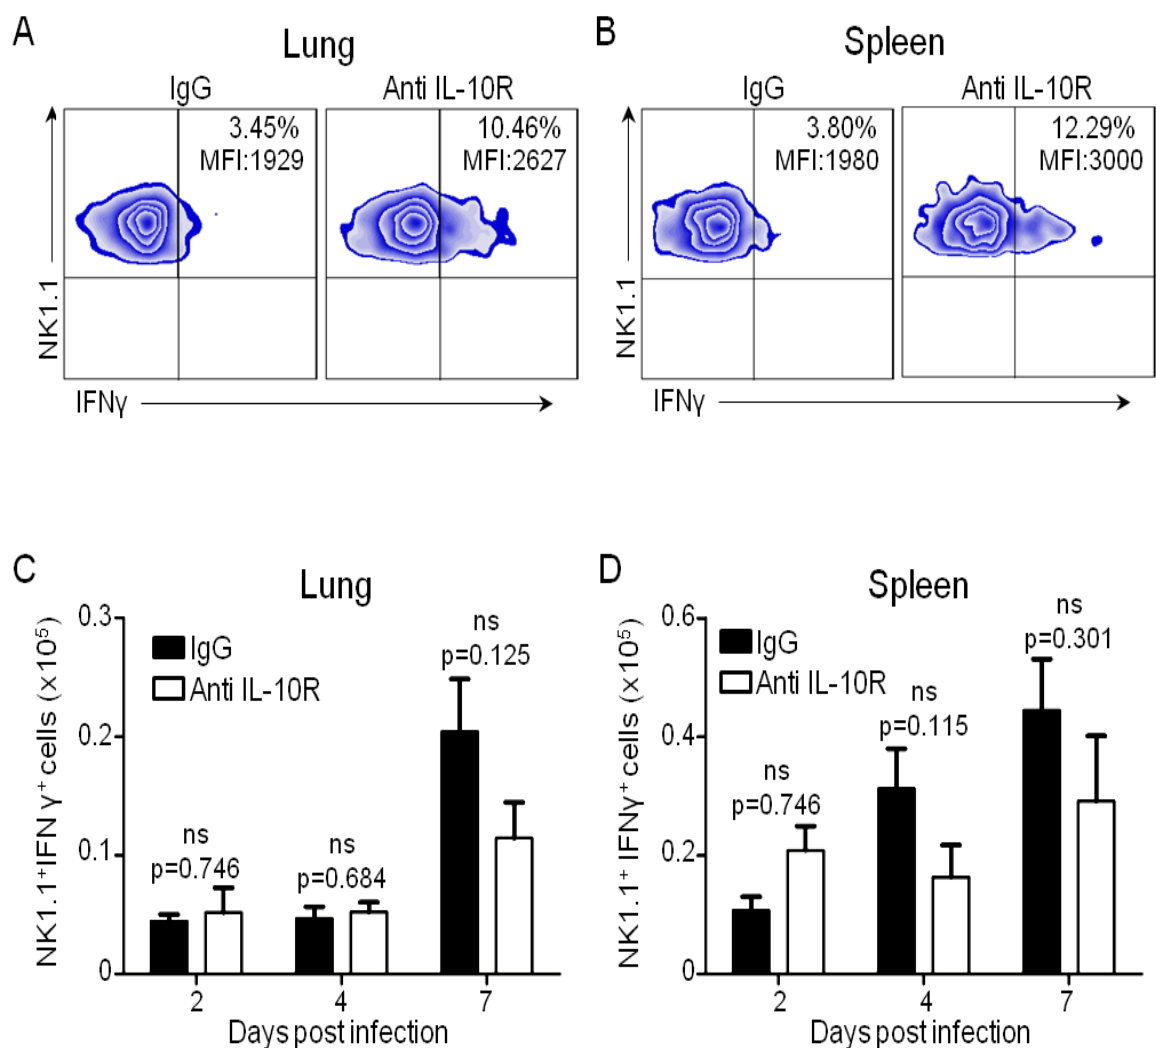 A
Lung
IgG
Anti IL-10R
3.45%
MFI:1929
10.46%
MFI:2627
NK1.1
IFNγ
B
Spleen
IgG
Anti IL-10R
3.80%
MFI:1980
12.29%
MFI:3000
NK1.1
IFNγ
C
Lung
NK1.1⁺IFN γ⁺ cells (×10⁵)
0.3
0.2
0.1
0
IgG
Anti IL-10R
ns
p=0.746
ns
p=0.684
ns
p=0.125
2
4
7
Days post infection
D
Spleen
NK1.1⁺ IFNγ⁺ cells (×10⁵)
0.6
0.4
0.2
0
IgG
Anti IL-10R
ns
p=0.746
ns
p=0.115
ns
p=0.301
2
4
7
Days post infection